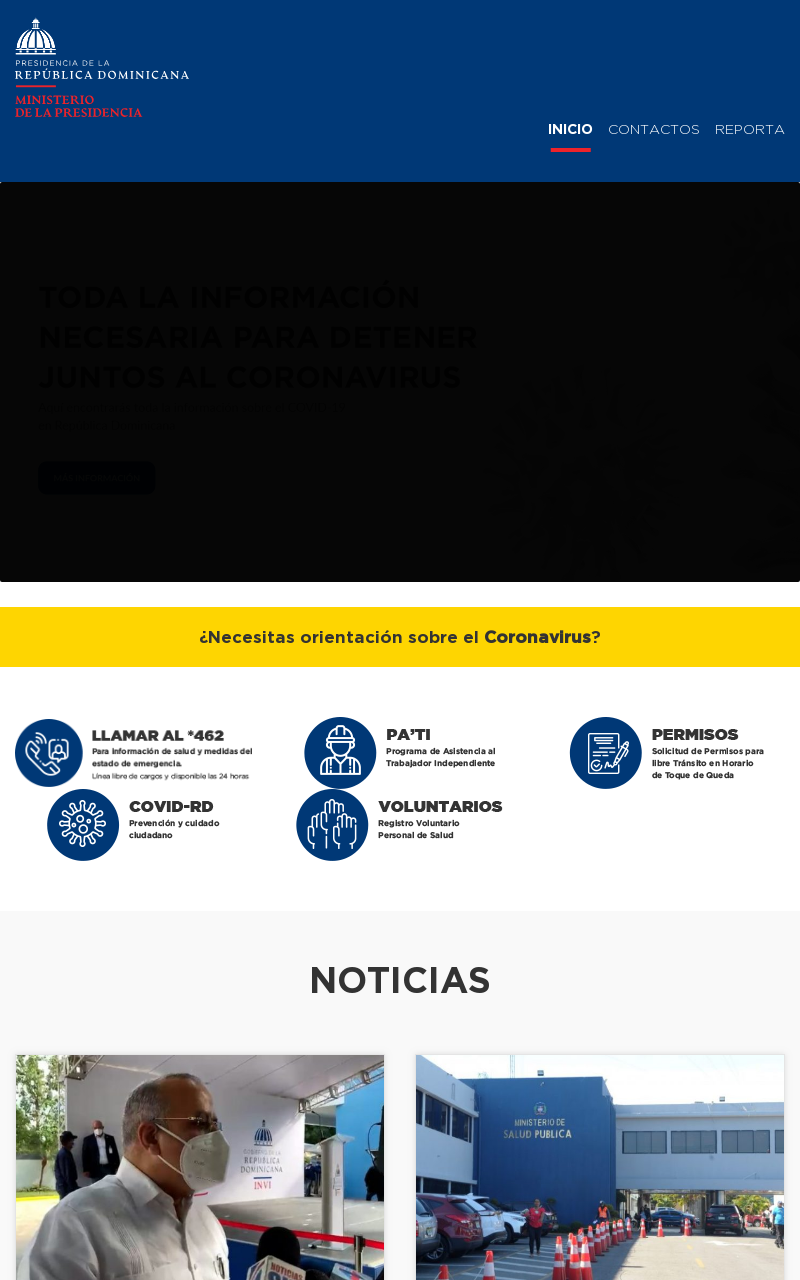 PRESIDENCIA DE LA
REPÚBLICA DOMINICANA
MINISTERIO
DE LA PRESIDENCIA
INICIO CONTACTOS REPORTA
TODA LA INFORMACIÓN
NECESARIA PARA DETENER
JUNTOS AL CORONAVIRUS
¿Necesitas orientación sobre el Coronavirus?
LLAMAR AL *462
Para información de salud y medidas del
estado de emergencia.
Línea libre de cargos y disponible las 24 horas
PA’TI
Programa de Asistencia al
Trabajador Independiente
PERMISOS
Solicitud de Permisos para
libre Tránsito en Horario
de Toque de Queda
COVID-RD
Prevención y cuidado
ciudadano
VOLUNTARIOS
Registro Voluntario
Personal de Salud
NOTICIAS
GOBIERNO DE LA
REPÚBLICA
DOMINICANA
INVI
NOTICIAS
MINISTERIO DE
SALUD PUBLICA